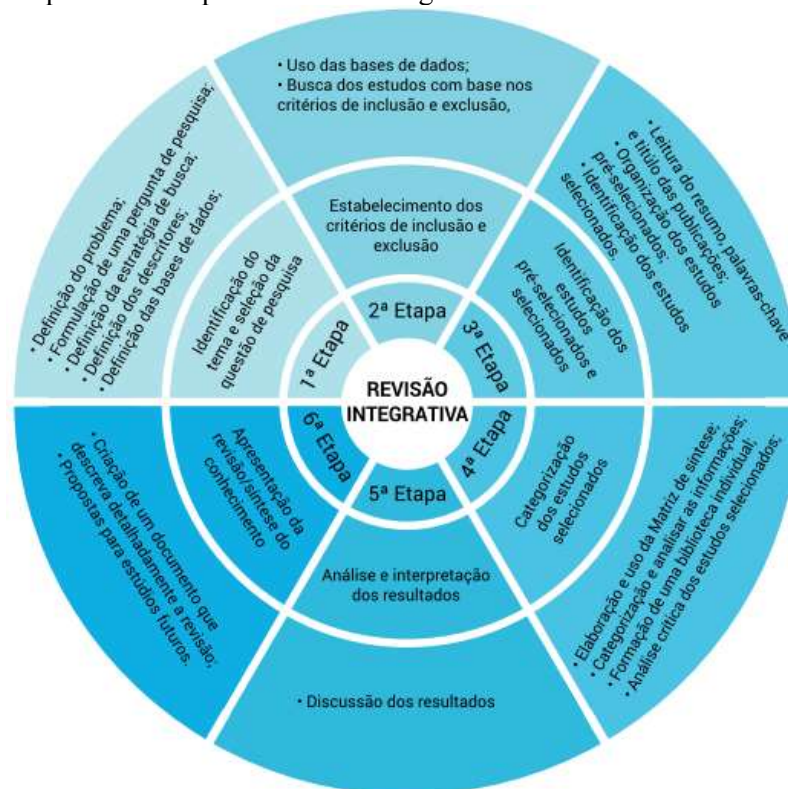 REVISÃO
INTEGRATIVA
1ª Etapa
Identificação do
tema e seleção da
questão de pesquisa
• Definição do problema;
• Formulação de uma pergunta de pesquisa;
• Definição da estratégia de busca;
• Definição dos descritores;
• Definição das bases de dados;
2ª Etapa
Estabelecimento dos
critérios de inclusão e
exclusão
• Uso das bases de dados;
• Busca dos estudos com base nos
critérios de inclusão e exclusão,
3ª Etapa
Identificação dos
estudos
pré-selecionados e
selecionados
• Leitura do resumo, palavras-chave
e título das publicações;
• Organização dos estudos
pré-selecionados;
• Identificação dos estudos
selecionados.
4ª Etapa
Categorização
dos estudos
selecionados
• Elaboração e uso da Matriz de síntese;
• Categorização e analisar as informações;
• Formação de uma biblioteca individual;
• Análise crítica dos estudos selecionados;
5ª Etapa
Análise e interpretação
dos resultados
• Discussão dos resultados
6ª Etapa
Apresentação da
revisão/síntese do
conhecimento
• Criação de um documento que
descreva detalhadamente a revisão;
• Propostas para estúdios futuros.